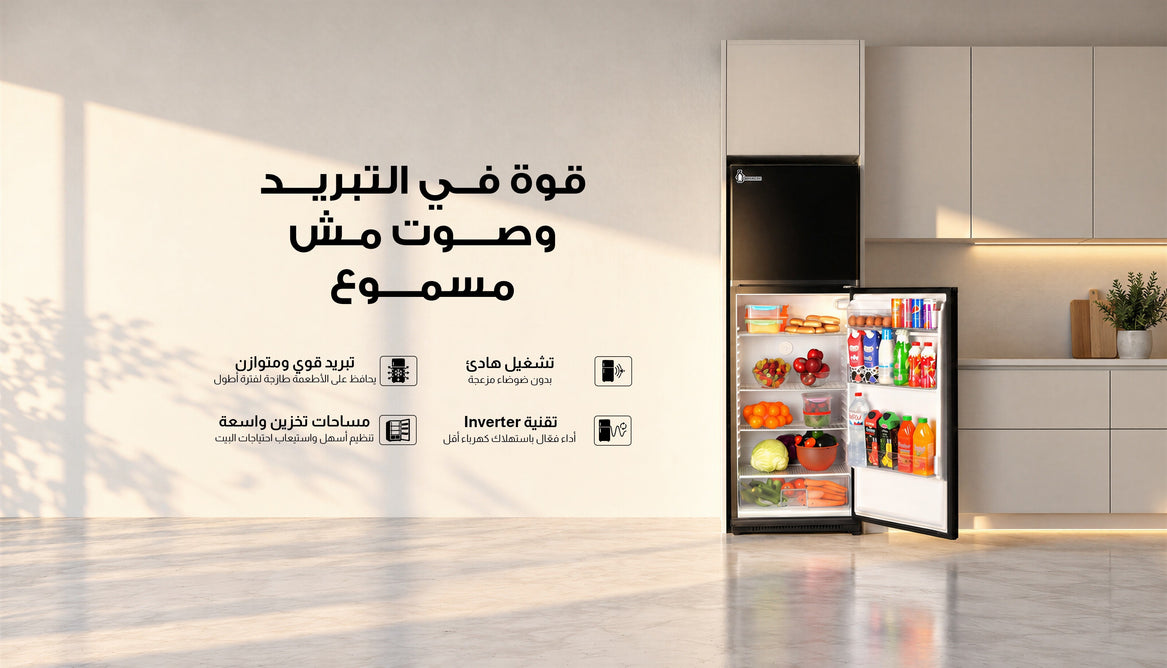 قوة في التبريد
وصوت مش
مسموع
تشغيل هادئ
بدون ضوضاء مزعجة
تبريد قوي ومتوازن
يحافظ على الأطعمة طازجة لفترة أطول
تقنية Inverter
أداء فعّال باستهلاك كهرباء أقل
مساحات تخزين واسعة
تنظيم أسهل واستيعاب احتياجات البيت